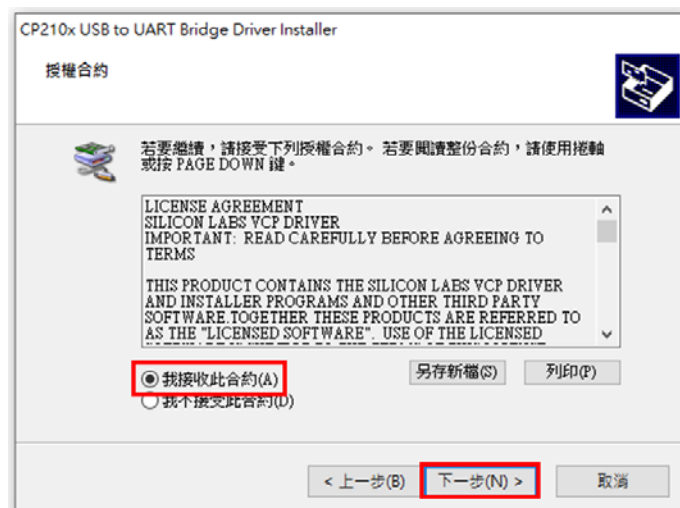 CP210x USB to UART Bridge Driver Installer
授權合約
若要繼續，請接受下列授權合約。 若要閱讀整份合約，請使用捲軸
或按 PAGE DOWN 鍵。
LICENSE AGREEMENT
SILICON LABS VCP DRIVER
IMPORTANT:  READ CAREFULLY BEFORE AGREEING TO
TERMS
THIS PRODUCT CONTAINS THE SILICON LABS VCP DRIVER
AND INSTALLER PROGRAMS AND OTHER THIRD PARTY
SOFTWARE.TOGETHER THESE PRODUCTS ARE REFERRED TO
AS THE "LICENSED SOFTWARE".  USE OF THE LICENSED
我接收此合約(A)
另存新檔(S)
列印(P)
我不接受此合約(D)
< 上一步(B)
下一步(N) >
取消